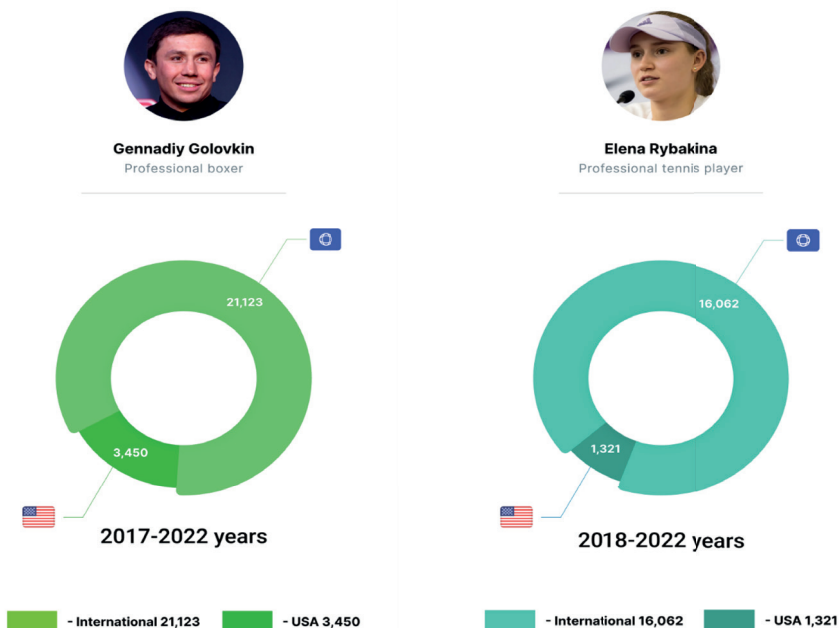 Gennadiy Golovkin
Professional boxer
21,123
3,450
2017-2022 years
- International 21,123
- USA 3,450
Elena Rybakina
Professional tennis player
16,062
1,321
2018-2022 years
- International 16,062
- USA 1,321